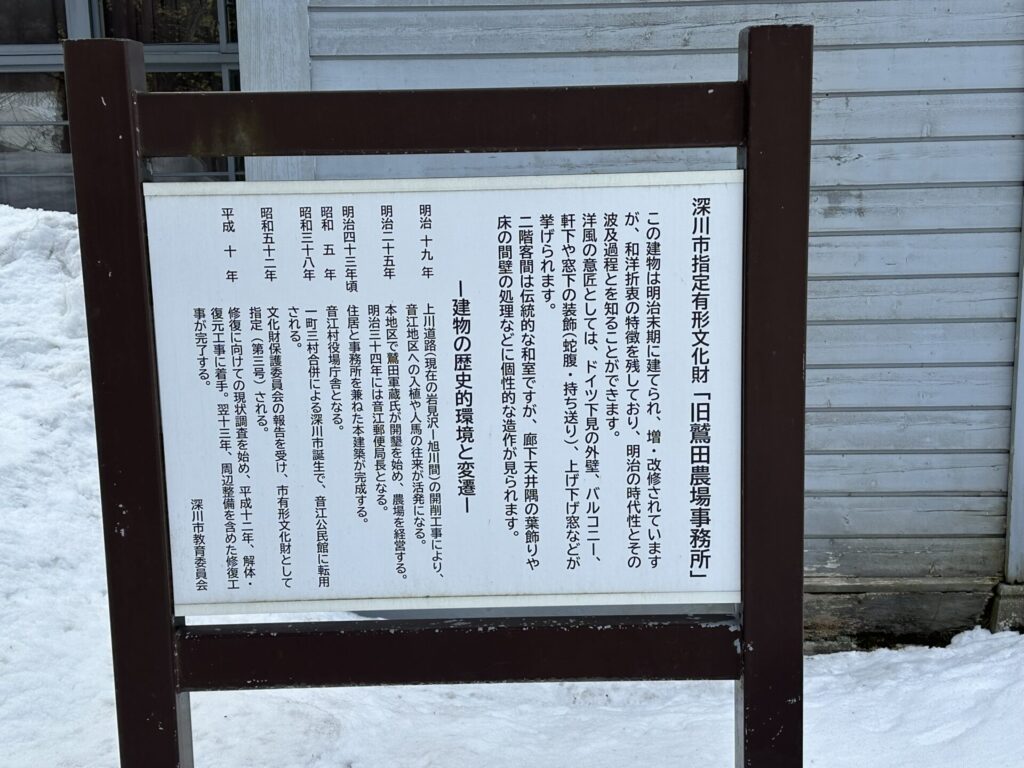 深川市指定有形文化財「旧鷲田農場事務所」
この建物は明治末期に建てられ、増・改修されています
が、和洋折衷の特徴を残しており、明治の時代性とその
波及過程とを知ることができます。
洋風の意匠としては、ドイツ下見の外壁、バルコニー、
軒下や窓下の装飾(蛇腹・持ち送り)、上げ下げ窓などが
挙げられます。
二階客間は伝統的な和室ですが、廊下天井隅の葉飾りや
床の間壁の処理などに個性的な造作が見られます。
ー建物の歴史的環境と変遷ー
明治 十九 年 上川道路(現在の岩見沢ー旭川間)の開削工事により、
音江地区への入植や人馬の往来が活発になる。
明治二十五年 本地区で鷲田軍蔵氏が開墾を始め、農場を経営する。
明治三十四年には音江郵便局長となる。
明治四十三年頃 住居と事務所を兼ねた本建築が完成する。
昭和 五 年 音江村役場庁舎となる。
昭和三十八年 一町三村合併による深川市誕生で、音江公民館に転用
される。
昭和五十二年 文化財保護委員会の報告を受け、市有形文化財として
指定(第三号)される。
平成 十 年 修復に向けての現状調査を始め、平成十二年、解体・
復元工事に着手。翌十三年、周辺整備を含めた修復工
事が完了する。
深川市教育委員会